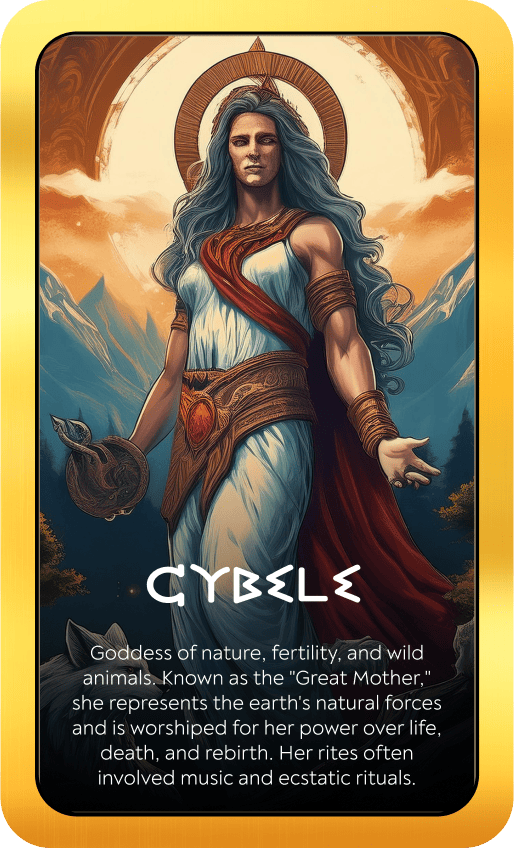 CYBELE
Goddess of nature, fertility, and wild
animals. Known as the "Great Mother,"
she represents the earth's natural forces
and is worshiped for her power over life,
death, and rebirth. Her rites often
involved music and ecstatic rituals.